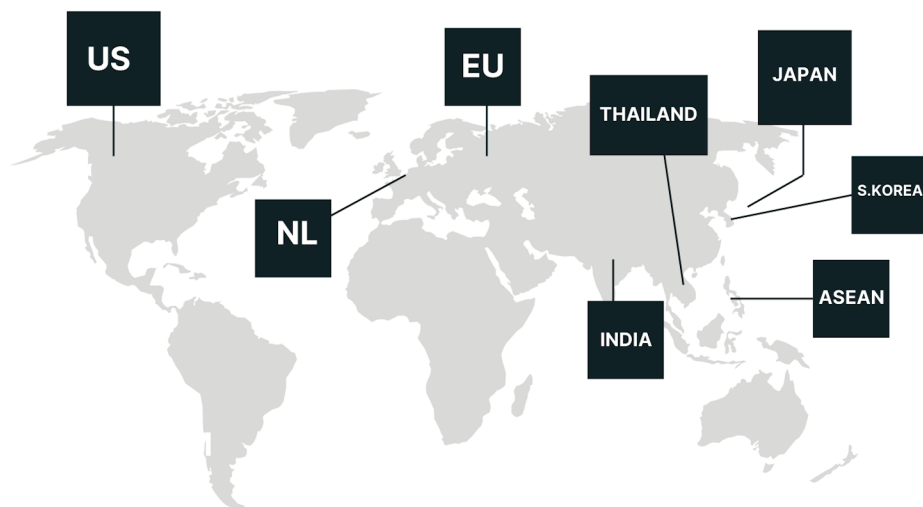 US
EU
JAPAN
THAILAND
S.KOREA
NL
ASEAN
INDIA